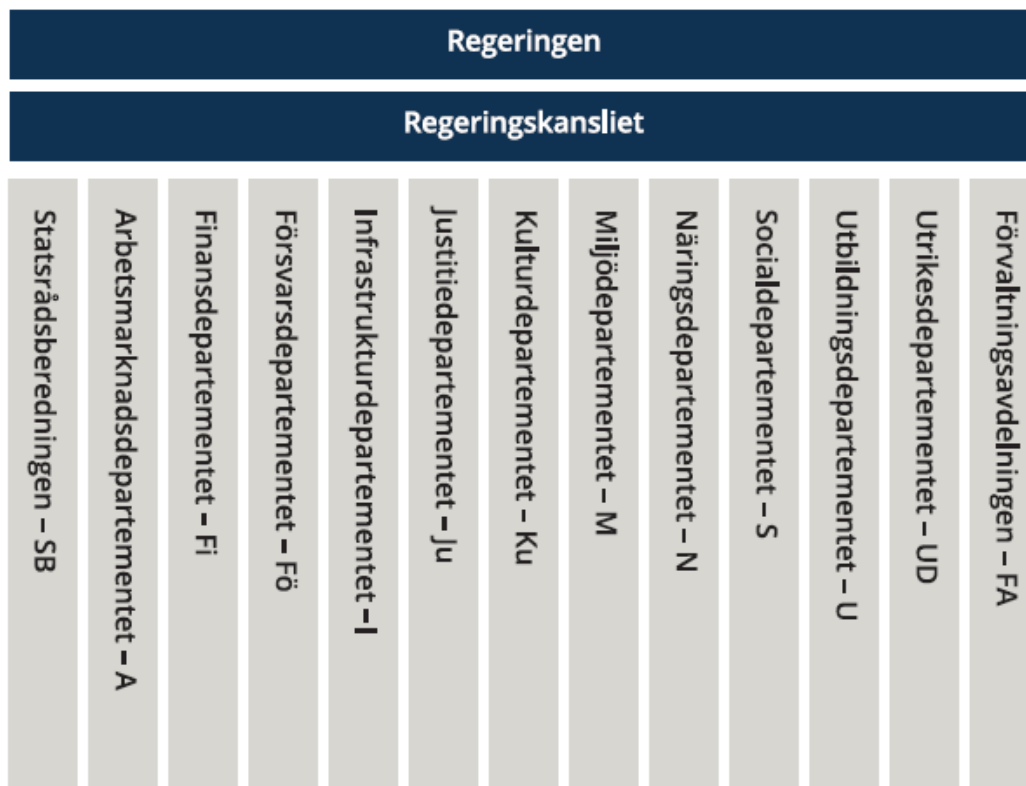 Regeringen
Regeringskansliet
Statsrådsberedningen – SB
Arbetsmarknadsdepartementet – A
Finansdepartementet – Fi
Försvarsdepartementet – Fö
Infrastrukturdepartementet – I
Justitiedepartementet – Ju
Kulturdepartementet – Ku
Miljödepartementet – M
Näringsdepartementet – N
Socialdepartementet – S
Utbildningsdepartementet – U
Utrikesdepartementet – UD
Förvaltningsavdelningen – FA